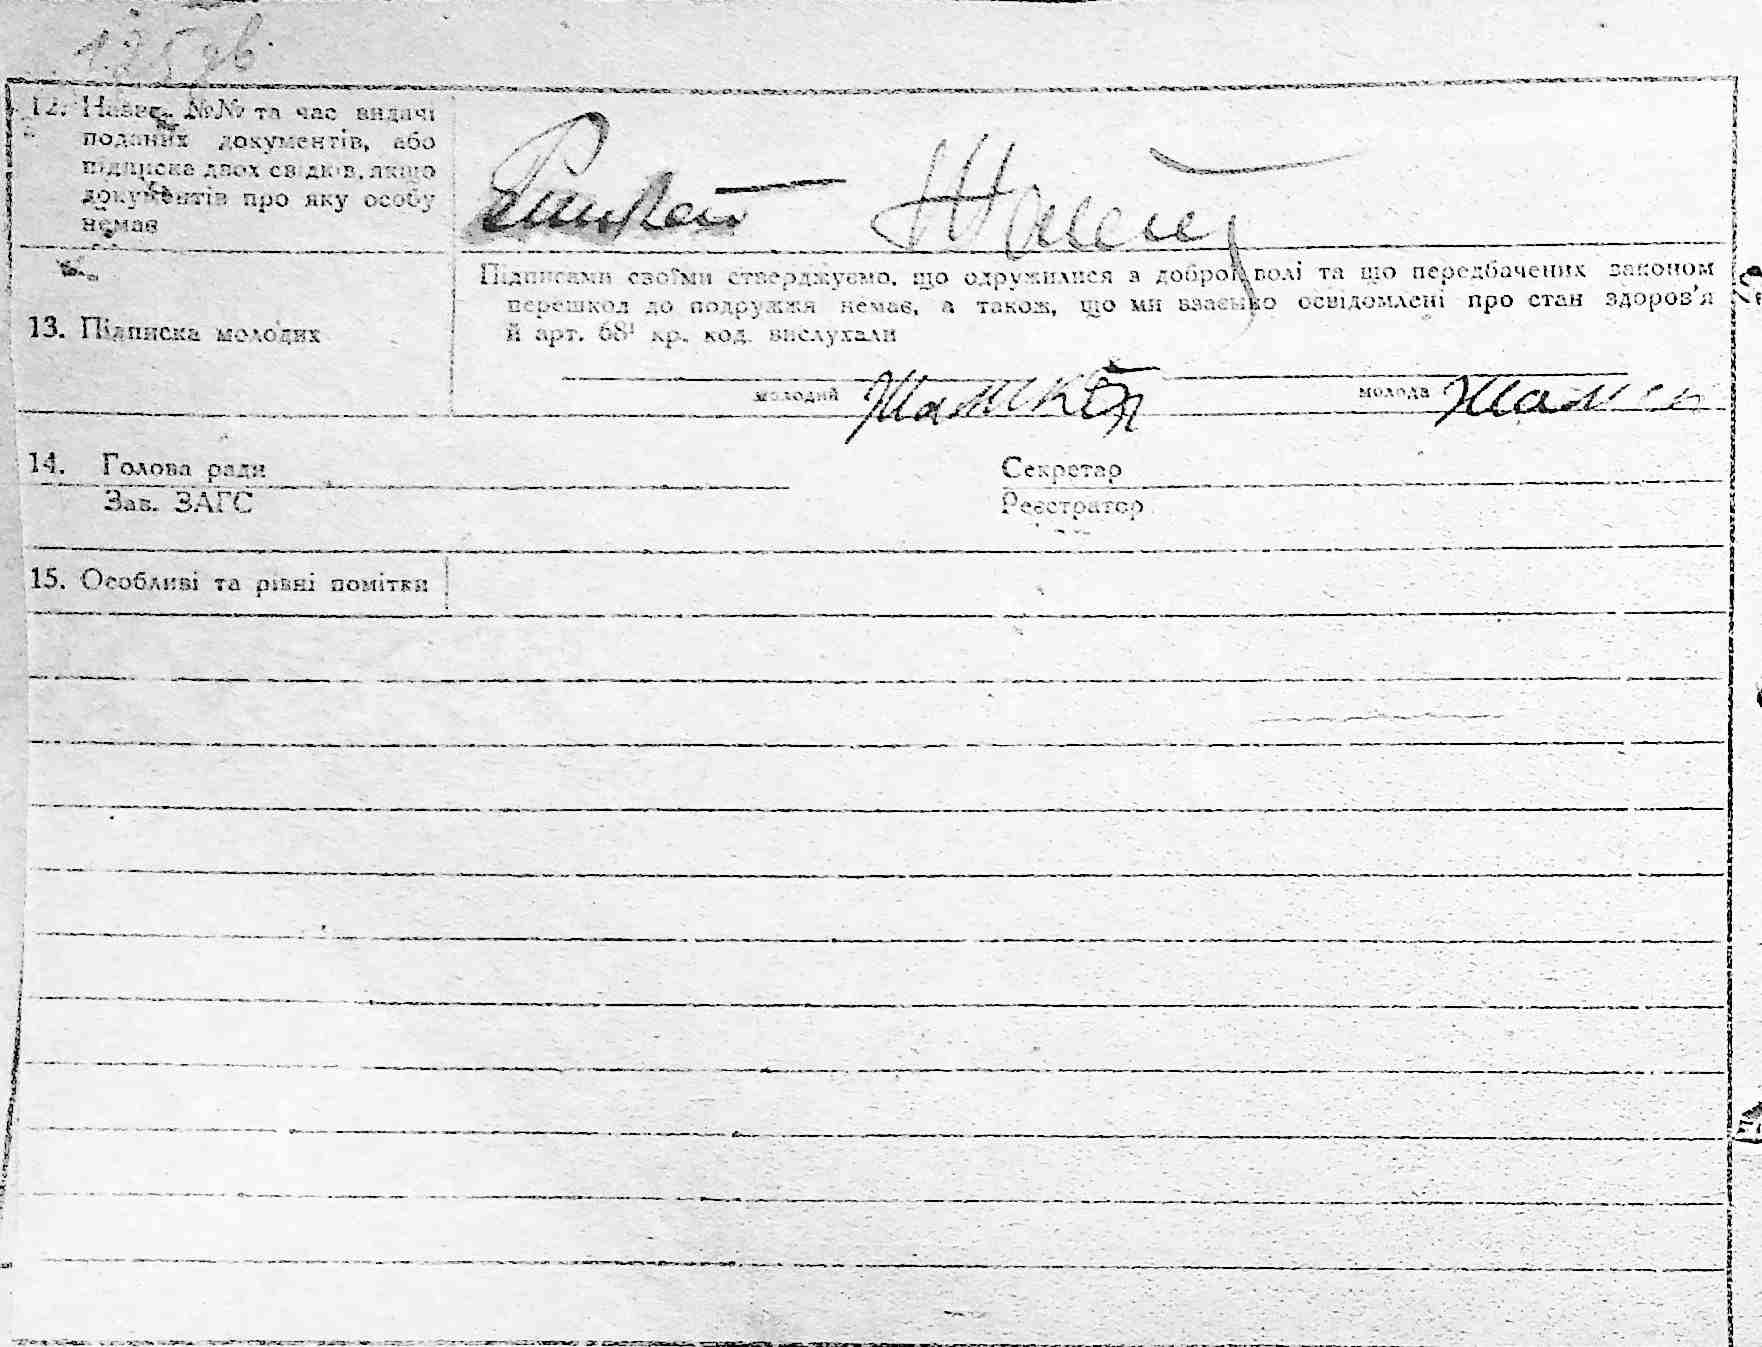 12. Назва, №№ та час видачі
поданих документів, або
підписка двох свідків, якщо
документів про яку особу
немає
Підписами своїми стверджуємо, що одружилися з доброї волі та що передбачених законом
перешкод до подружжя немає, а також, що ми взаємно освідомлені про стан здоров'я
13. Підписка молодих
й арт. 68¹ кр. код. вислухали
молодий молода
14. Голова ради Секретар
Зав. ЗАГС Реєстратор
15. Особливі та різні помітки